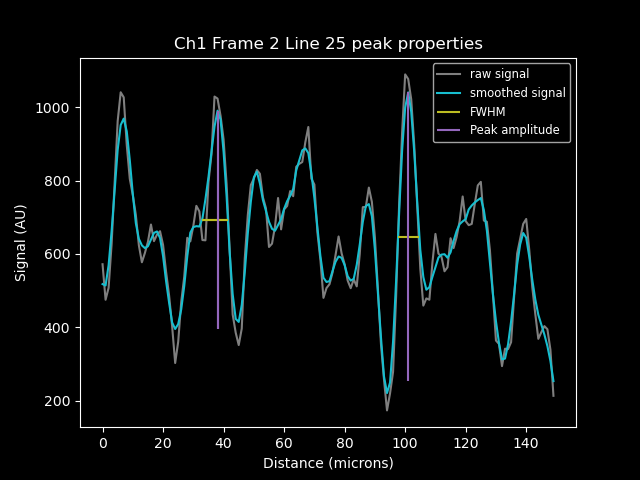 Ch1 Frame 2 Line 25 peak properties
raw signal
smoothed signal
FWHM
Peak amplitude
Signal (AU)
1000
800
600
400
200
0 20 40 60 80 100 120 140
Distance (microns)